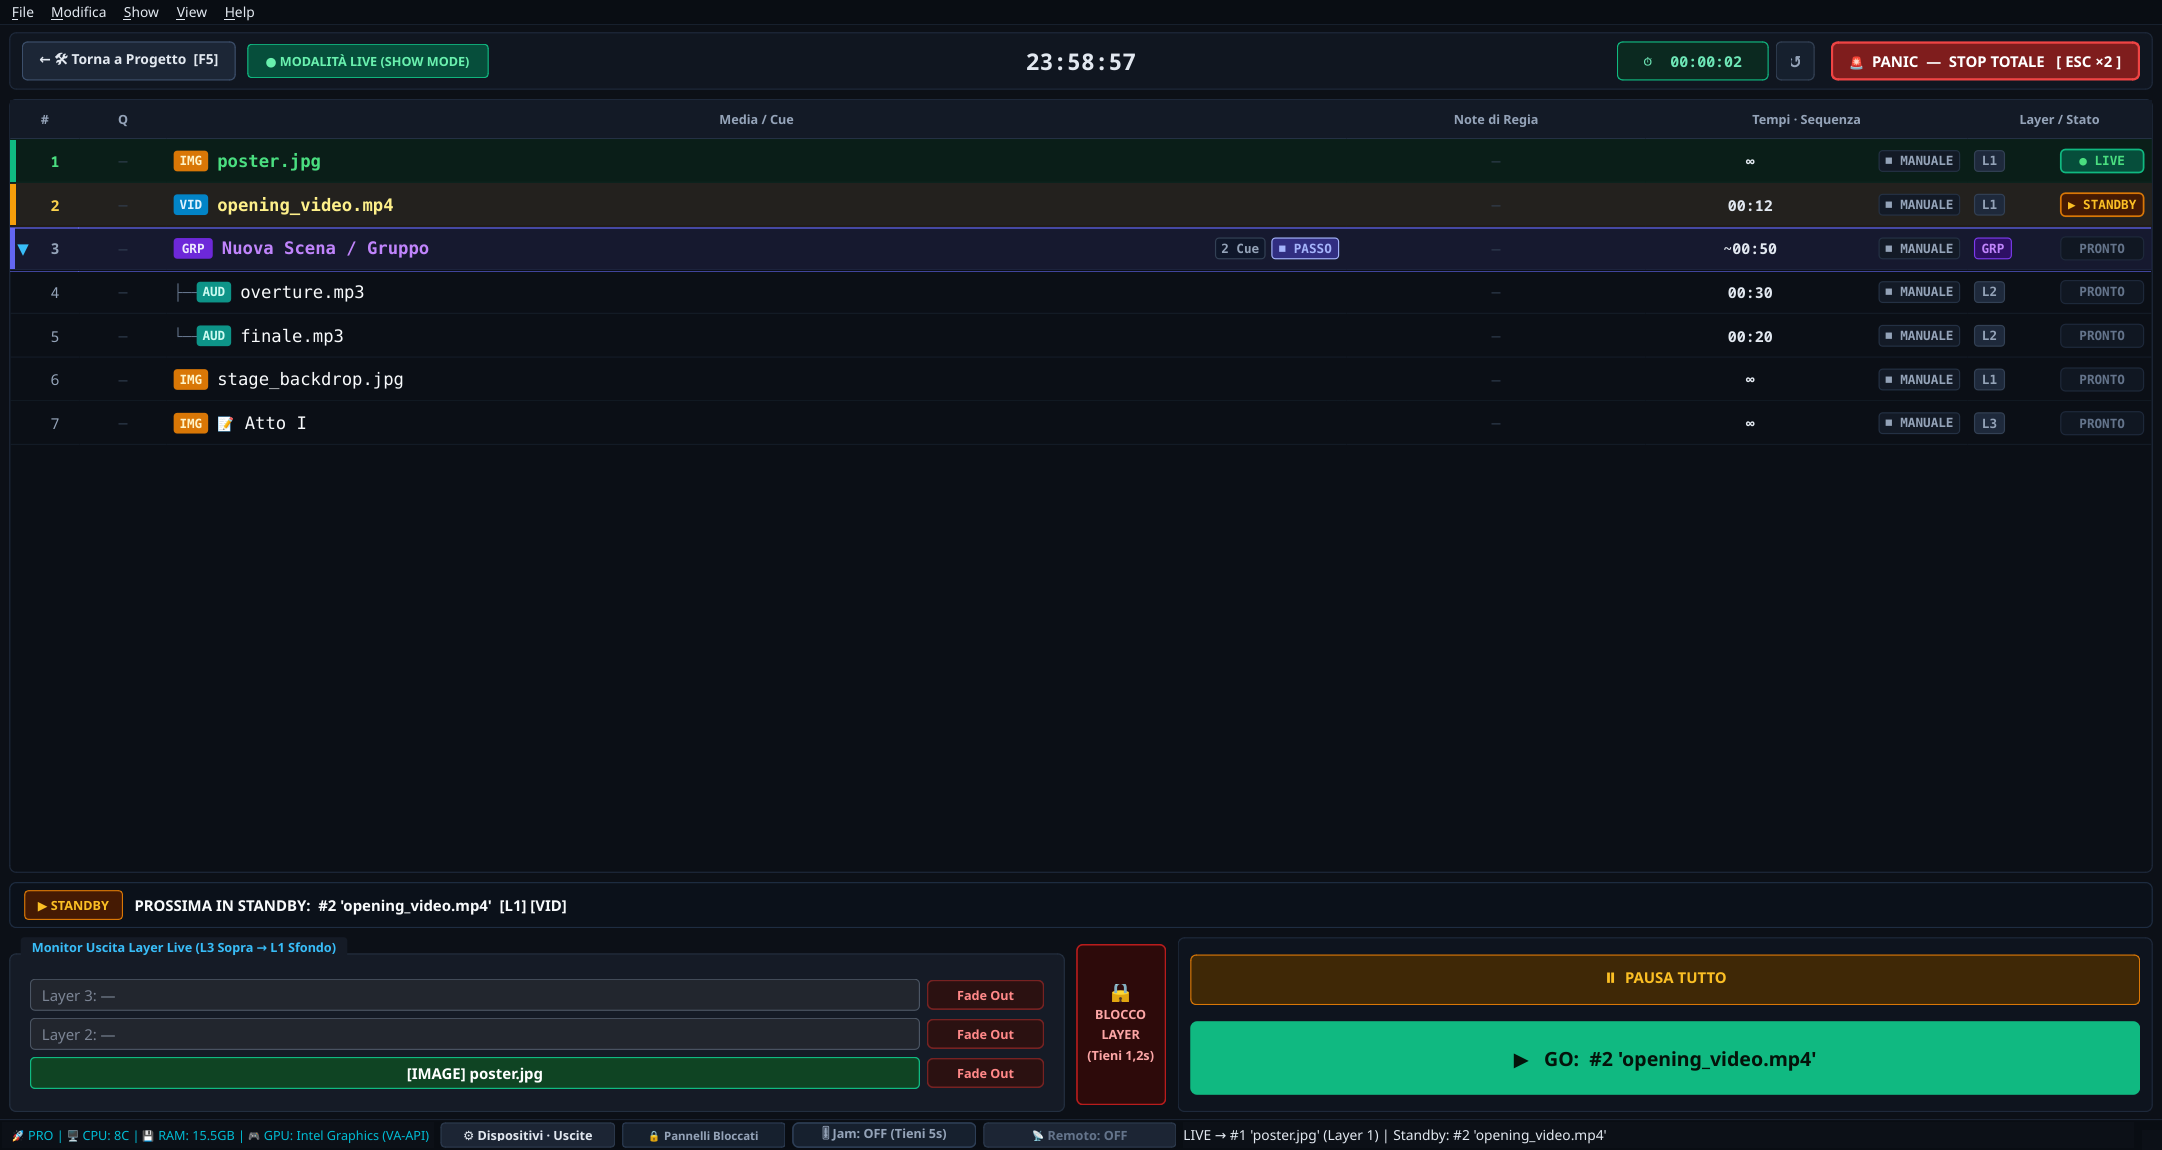 File Modifica Show View Help
← 🛠 Torna a Progetto [F5] ● MODALITÀ LIVE (SHOW MODE) 23:58:57 ⏱ 00:00:02 ↺ 🚨 PANIC — STOP TOTALE [ ESC ×2 ]
# Q Media / Cue Note di Regia Tempi · Sequenza Layer / Stato
1 — IMG poster.jpg — ∞ ■ MANUALE L1 ● LIVE
2 — VID opening_video.mp4 — 00:12 ■ MANUALE L1 ▶ STANDBY
▼ 3 — GRP Nuova Scena / Gruppo 2 Cue ■ PASSO — ~00:50 ■ MANUALE GRP PRONTO
4 — ├─ AUD overture.mp3 — 00:30 ■ MANUALE L2 PRONTO
5 — └─ AUD finale.mp3 — 00:20 ■ MANUALE L2 PRONTO
6 — IMG stage_backdrop.jpg — ∞ ■ MANUALE L1 PRONTO
7 — IMG 📝 Atto I — ∞ ■ MANUALE L3 PRONTO
▶ STANDBY PROSSIMA IN STANDBY: #2 'opening_video.mp4' [L1] [VID]
Monitor Uscita Layer Live (L3 Sopra → L1 Sfondo)
Layer 3: — Fade Out
Layer 2: — Fade Out
[IMAGE] poster.jpg Fade Out
🔒
BLOCCO
LAYER
(Tieni 1,2s)
⏸ PAUSA TUTTO
▶ GO: #2 'opening_video.mp4'
🚀 PRO | 🖥 CPU: 8C | 💾 RAM: 15.5GB | 🎮 GPU: Intel Graphics (VA-API) ⚙ Dispositivi · Uscite 🔒 Pannelli Bloccati 🎚 Jam: OFF (Tieni 5s) 📡 Remoto: OFF LIVE → #1 'poster.jpg' (Layer 1) | Standby: #2 'opening_video.mp4'